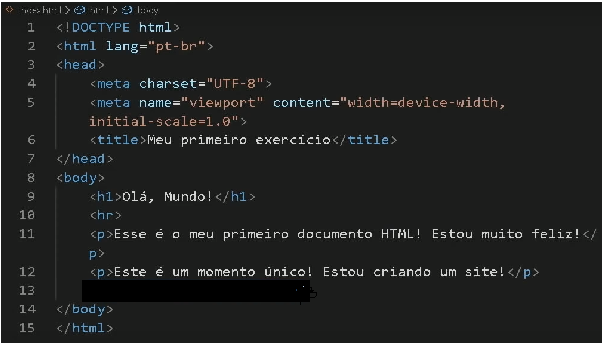 index.html > html > body
1 <!DOCTYPE html>
2 <html lang="pt-br">
3 <head>
4 <meta charset="UTF-8">
5 <meta name="viewport" content="width=device-width,
initial-scale=1.0">
6 <title>Meu primeiro exercício</title>
7 </head>
8 <body>
9 <h1>Olá, Mundo!</h1>
10 <hr>
11 <p>Esse é o meu primeiro documento HTML! Estou muito feliz!</
p>
12 <p>Este é um momento único! Estou criando um site!</p>
13
14 </body>
15 </html>